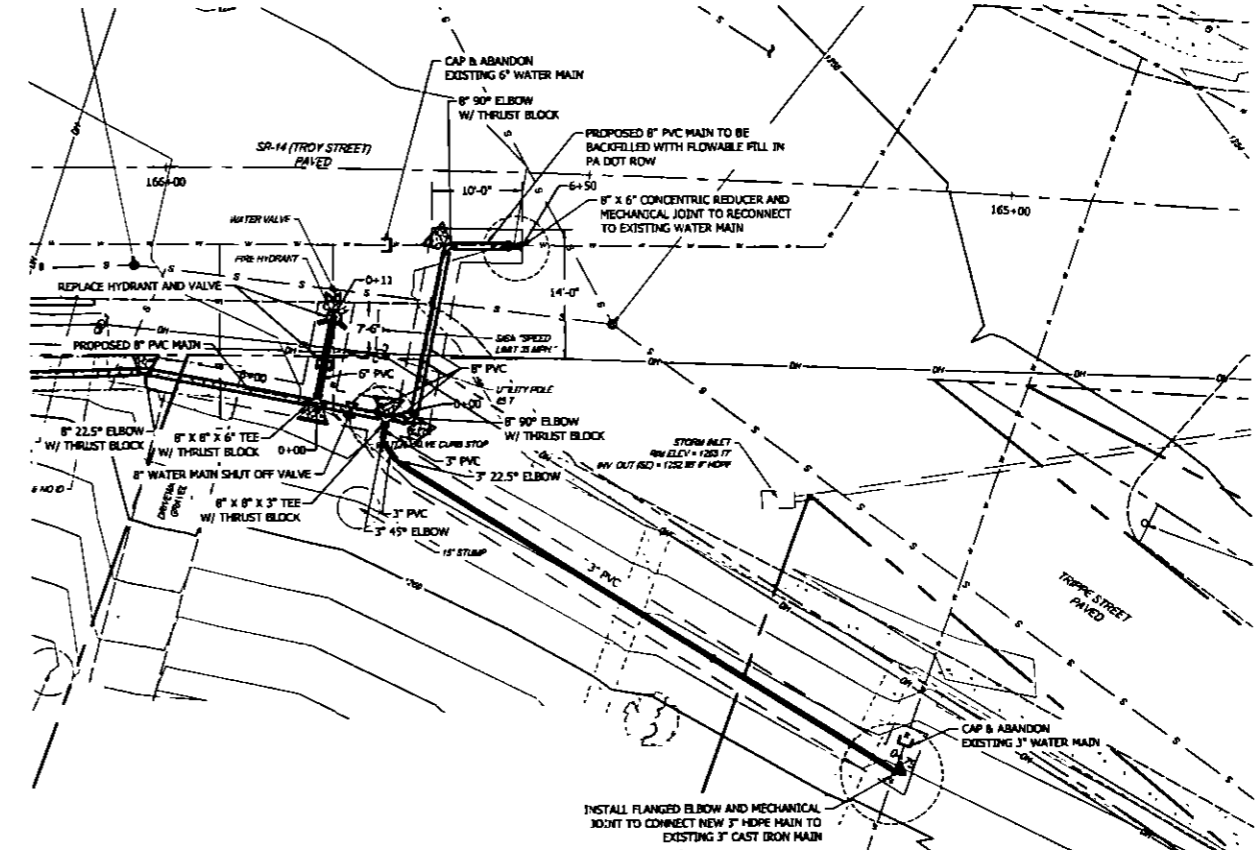 CAP & ABANDON
EXISTING 6" WATER MAIN
8" 90° ELBOW
W/ THRUST BLOCK
PROPOSED 8" PVC MAIN TO BE
BACKFILLED WITH FLOWABLE FILL IN
PA DOT ROW
SR-14 (TROY STREET)
PAVED
166+00
10'-0"
6+50
8" X 6" CONCENTRIC REDUCER AND
MECHANICAL JOINT TO RECONNECT
TO EXISTING WATER MAIN
165+00
WATER VALVE
FIRE HYDRANT
REPLACE HYDRANT AND VALVE
0+11
14'-0"
7'-6"
PROPOSED 8" PVC MAIN
6" PVC
8" PVC
UTILITY POLE
0+00
8" 90° ELBOW
W/ THRUST BLOCK
8" 22.5° ELBOW
W/ THRUST BLOCK
8" X 8" X 6" TEE
W/ THRUST BLOCK
0+00
CURB STOP
8" WATER MAIN SHUT OFF VALVE
3" PVC
3" 22.5° ELBOW
8" X 8" X 3" TEE
W/ THRUST BLOCK
3" PVC
3" 45° ELBOW
15" STUMP
STORM INLET
3" PVC
TRIPPE STREET
PAVED
CAP & ABANDON
EXISTING 3" WATER MAIN
INSTALL FLANGED ELBOW AND MECHANICAL
JOINT TO CONNECT NEW 3" HDPE MAIN TO
EXISTING 3" CAST IRON MAIN